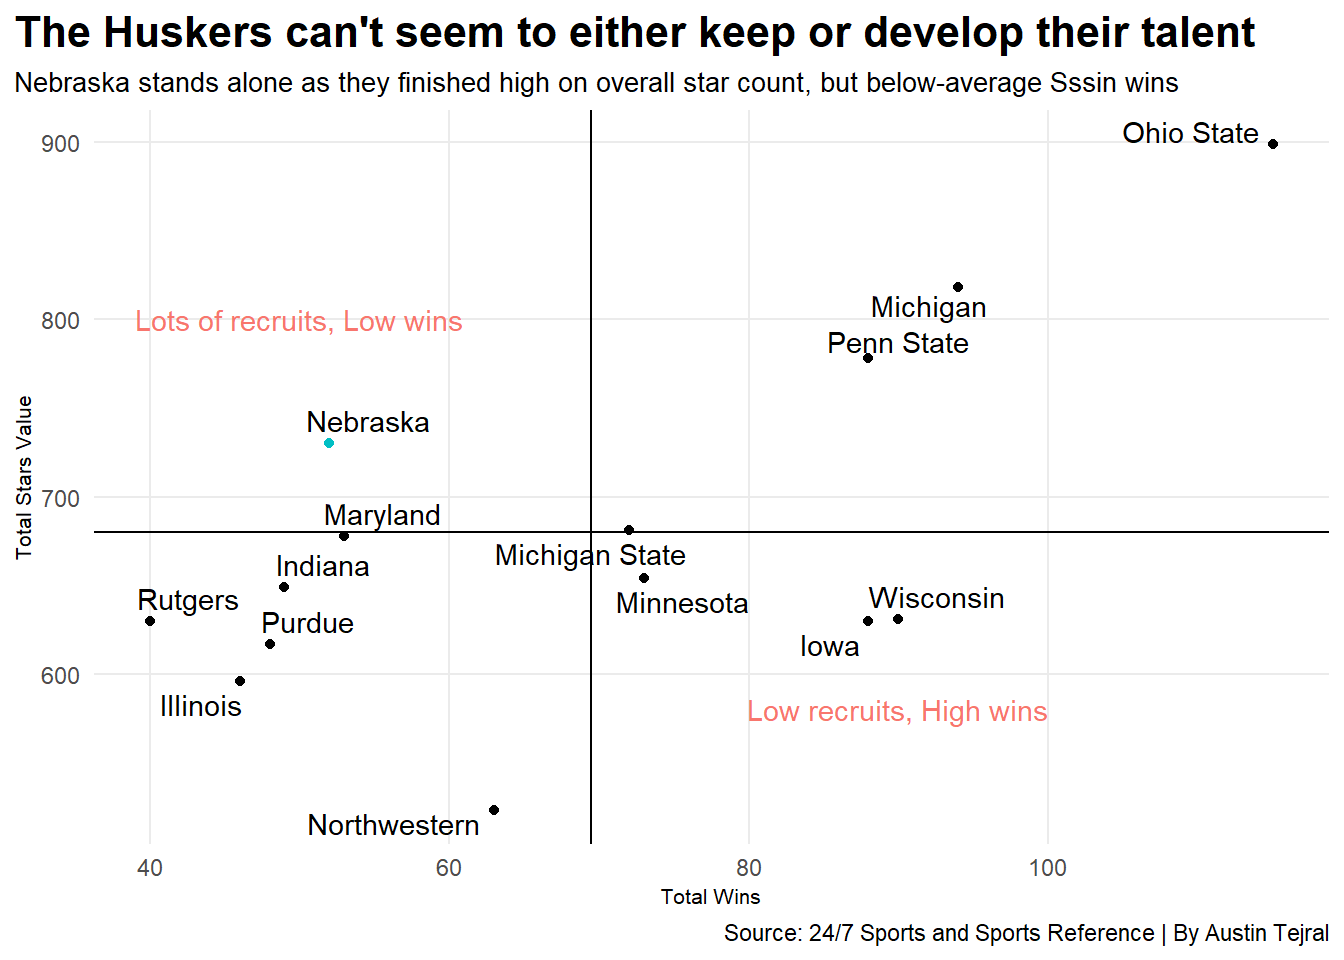 The Huskers can't seem to either keep or develop their talent
Nebraska stands alone as they finished high on overall star count, but below-average Sssin wins
Ohio State
900
Michigan
Lots of recruits, Low wins
800
Penn State
Nebraska
Total Stars Value
Maryland
700
Michigan State
Indiana
Rutgers
Minnesota
Wisconsin
Purdue
Iowa
600
Illinois
Low recruits, High wins
Northwestern
40
60
80
100
Total Wins
Source: 24/7 Sports and Sports Reference | By Austin Tejral